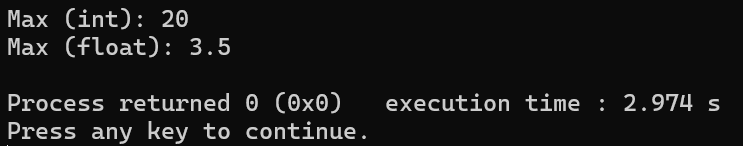 Max (int): 20
Max (float): 3.5
Process returned 0 (0x0)   execution time : 2.974 s
Press any key to continue.